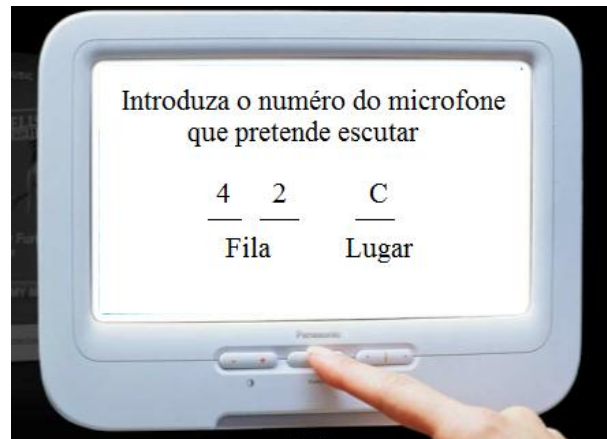 Introduza o numéro do microfone
que pretende escutar
4 2 C
Fila Lugar
Panasonic